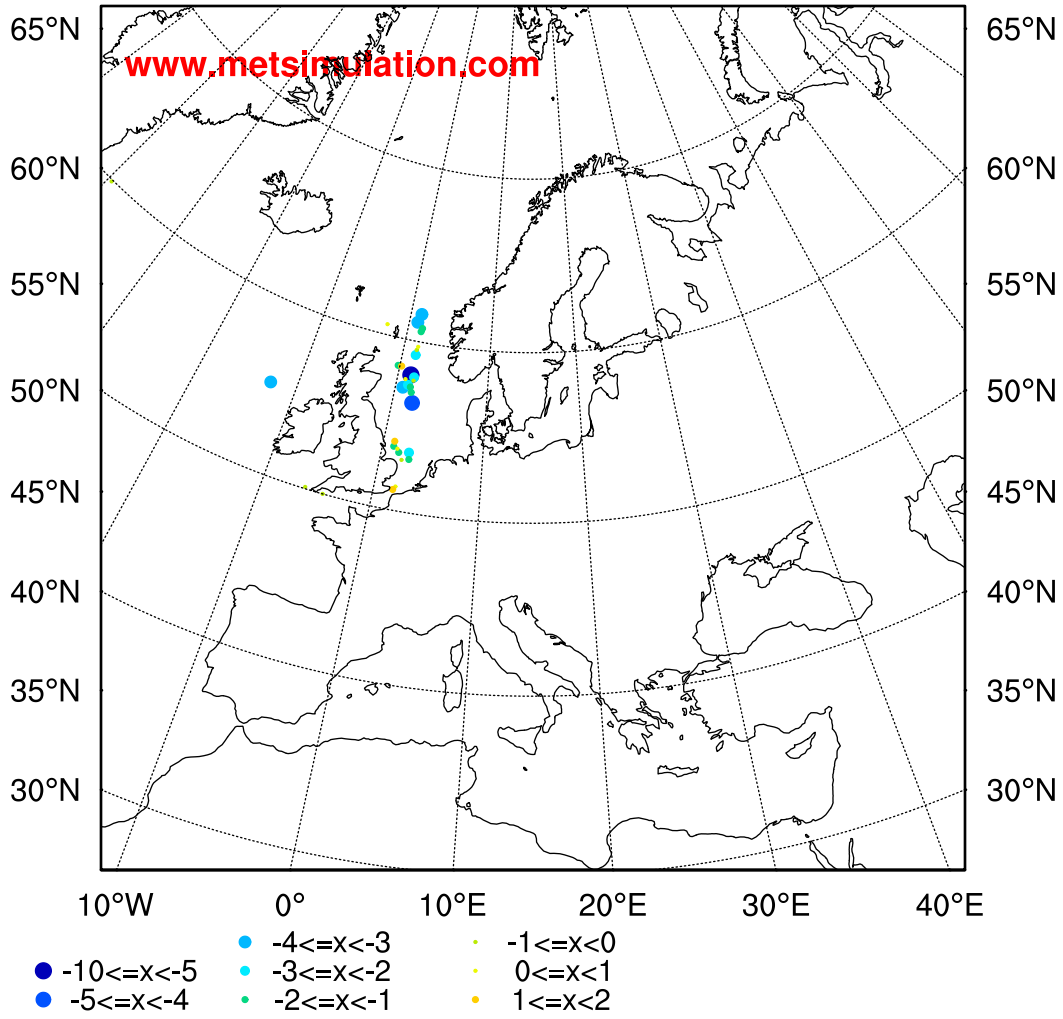 65°N 65°N
www.metsimulation.com
60°N 60°N
55°N 55°N
50°N 50°N
45°N 45°N
40°N 40°N
35°N 35°N
30°N 30°N
10°W 0° 10°E 20°E 30°E 40°E
-4<=x<-3 -1<=x<0
-10<=x<-5 -3<=x<-2 0<=x<1
-5<=x<-4 -2<=x<-1 1<=x<2